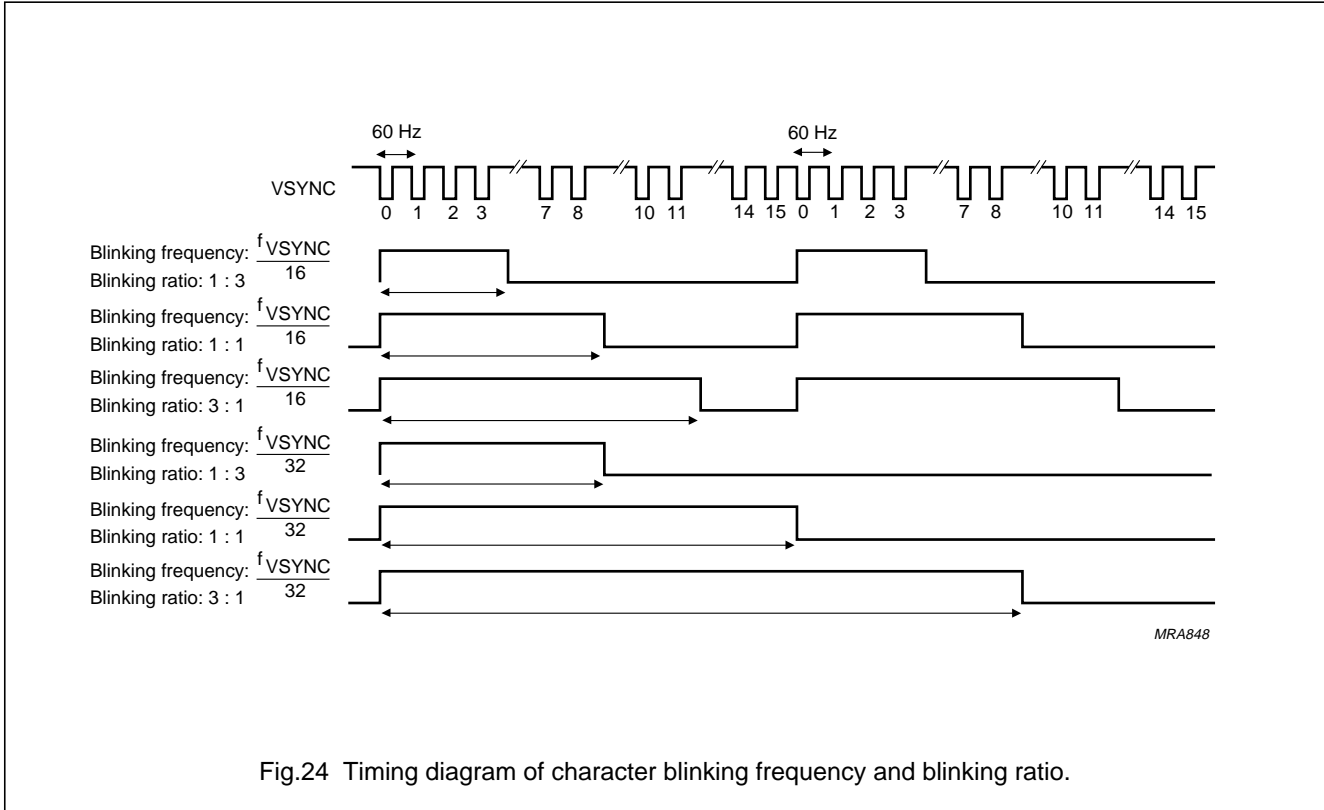 60 Hz 60 Hz
VSYNC
0 1 2 3 7 8 10 11 14 15 0 1 2 3 7 8 10 11 14 15
Blinking frequency: fVSYNC
16
Blinking ratio: 1 : 3
Blinking frequency: fVSYNC
16
Blinking ratio: 1 : 1
Blinking frequency: fVSYNC
16
Blinking ratio: 3 : 1
Blinking frequency: fVSYNC
32
Blinking ratio: 1 : 3
Blinking frequency: fVSYNC
32
Blinking ratio: 1 : 1
Blinking frequency: fVSYNC
32
Blinking ratio: 3 : 1
MRA848
Fig.24 Timing diagram of character blinking frequency and blinking ratio.